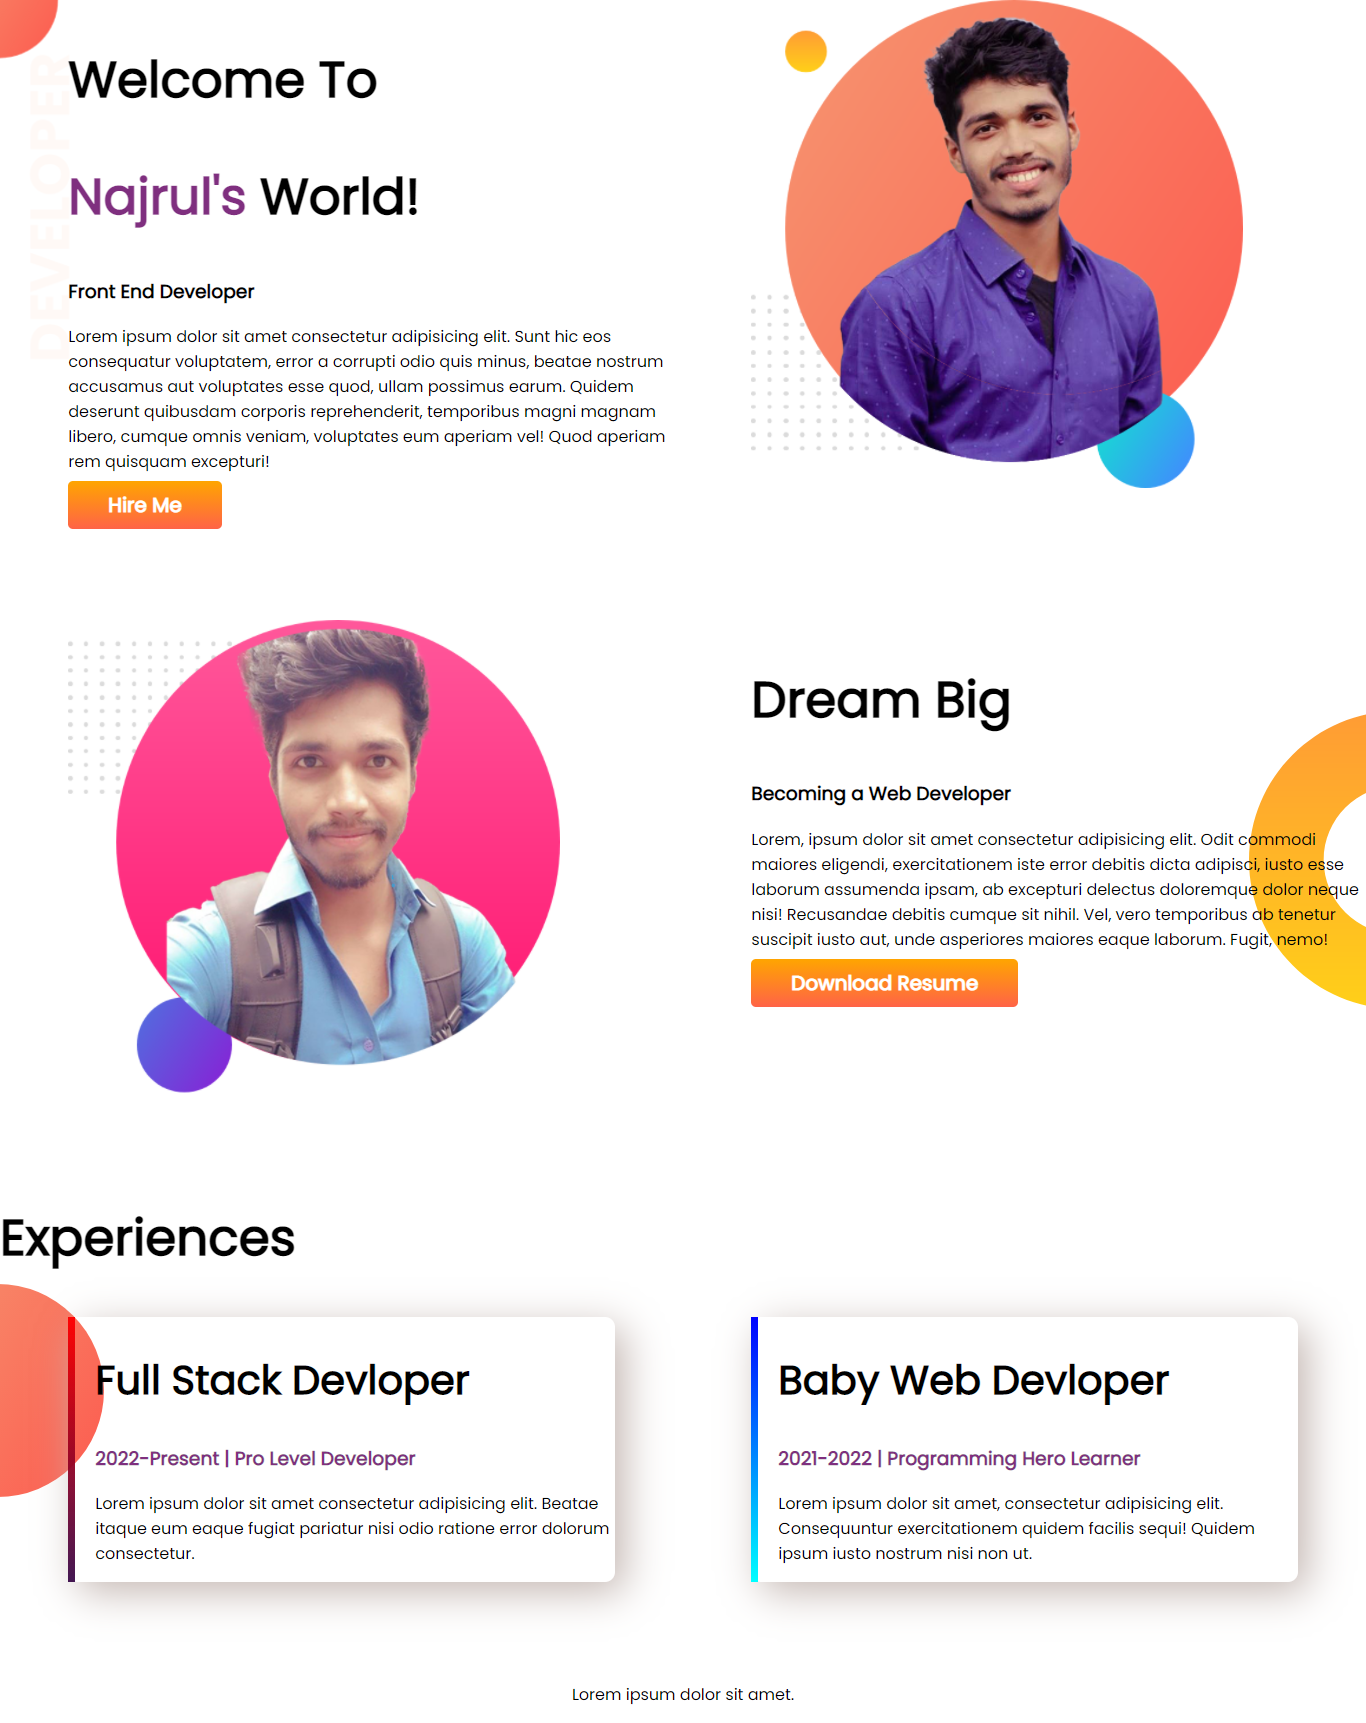 DEVELOPER
Welcome To
Najrul's World!
Front End Developer
Lorem ipsum dolor sit amet consectetur adipisicing elit. Sunt hic eos
consequatur voluptatem, error a corrupti odio quis minus, beatae nostrum
accusamus aut voluptates esse quod, ullam possimus earum. Quidem
deserunt quibusdam corporis reprehenderit, temporibus magni magnam
libero, cumque omnis veniam, voluptates eum aperiam vel! Quod aperiam
rem quisquam excepturi!
Hire Me
Dream Big
Becoming a Web Developer
Lorem, ipsum dolor sit amet consectetur adipisicing elit. Odit commodi
maiores eligendi, exercitationem iste error debitis dicta adipisci, iusto esse
laborum assumenda ipsam, ab excepturi delectus doloremque dolor neque
nisi! Recusandae debitis cumque sit nihil. Vel, vero temporibus ab tenetur
suscipit iusto aut, unde asperiores maiores eaque laborum. Fugit, nemo!
Download Resume
Experiences
Full Stack Devloper
2022-Present | Pro Level Developer
Lorem ipsum dolor sit amet consectetur adipisicing elit. Beatae
itaque eum eaque fugiat pariatur nisi odio ratione error dolorum
consectetur.
Baby Web Devloper
2021-2022 | Programming Hero Learner
Lorem ipsum dolor sit amet, consectetur adipisicing elit.
Consequuntur exercitationem quidem facilis sequi! Quidem
ipsum iusto nostrum nisi non ut.
Lorem ipsum dolor sit amet.